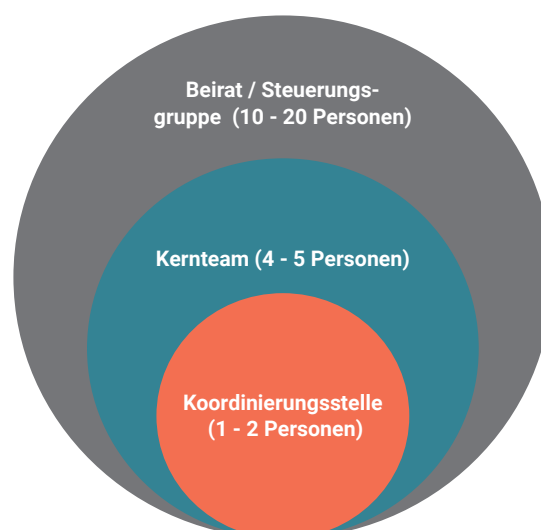 Beirat / Steuerungs-
gruppe  (10 - 20 Personen)
Kernteam (4 - 5 Personen)
Koordinierungsstelle
(1 - 2 Personen)